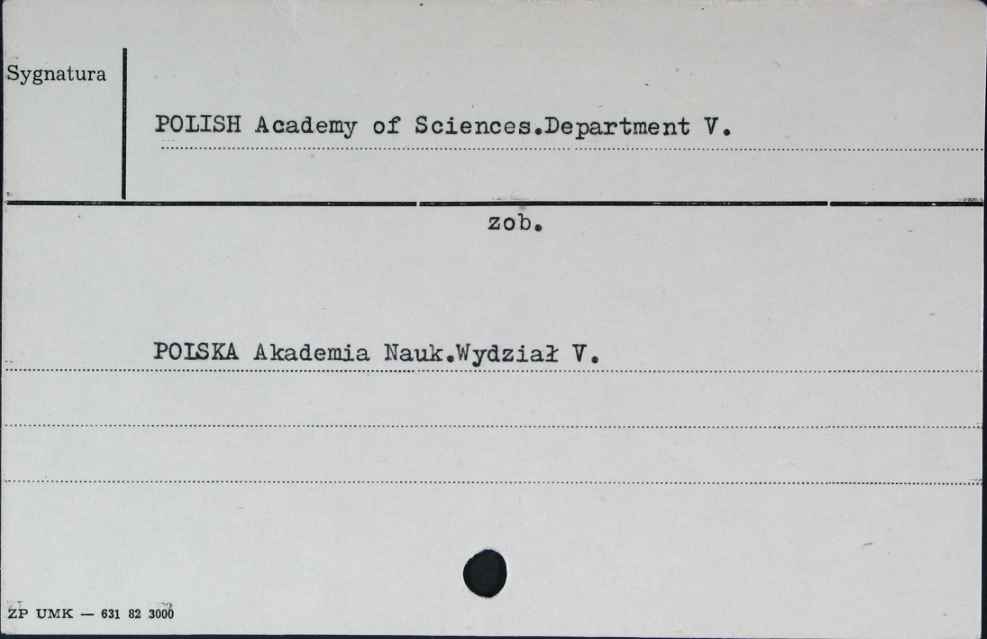 Sygnatura
POLISH Academy of Sciences.Department V.
zob.
POLSKA Akademia Nauk.Wydział V.
ZP UMK — 631 82 3000